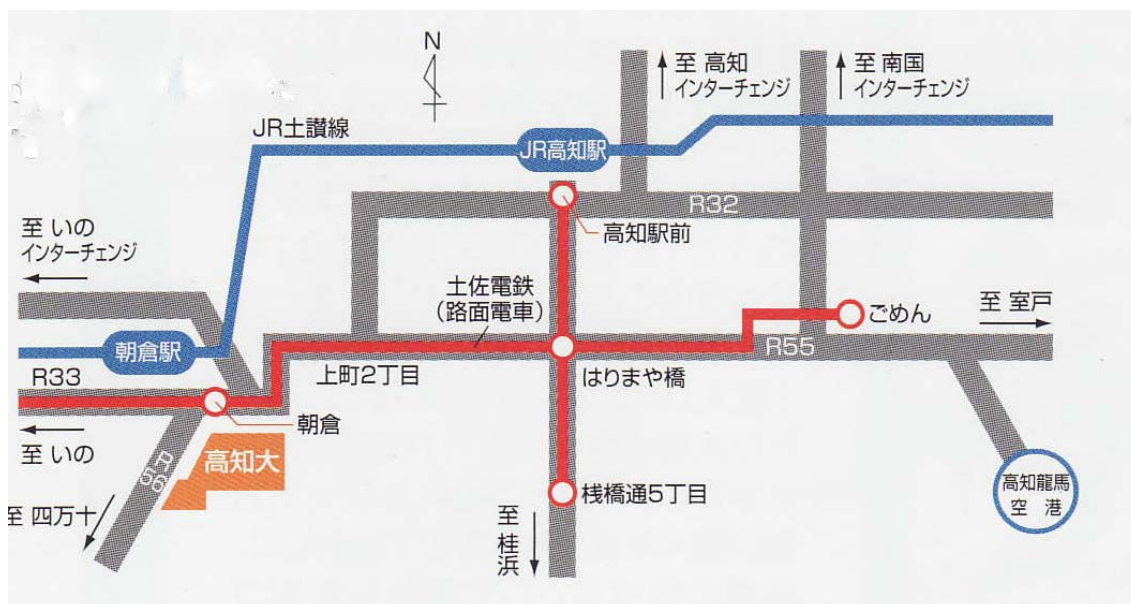 N
至 高知
インターチェンジ
至 南国
インターチェンジ
JR土讃線
JR高知駅
R32
高知駅前
至 いの
インターチェンジ
土佐電鉄
(路面電車)
ごめん
至 室戸
朝倉駅
R33
上町2丁目
はりまや橋
R55
朝倉
至 いの
高知大
R56
桟橋通5丁目
高知龍馬
空 港
至 四万十
至 桂浜